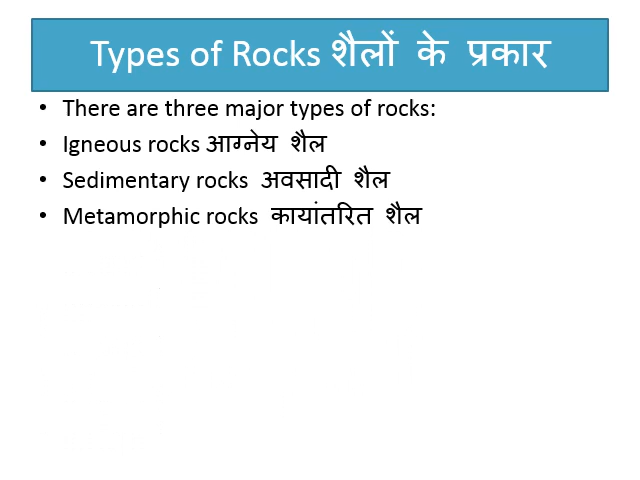 Types of Rocks शैलों के प्रकार
• There are three major types of rocks:
• Igneous rocks आग्नेय शैल
• Sedimentary rocks अवसादी शैल
• Metamorphic rocks कायांतरित शैल